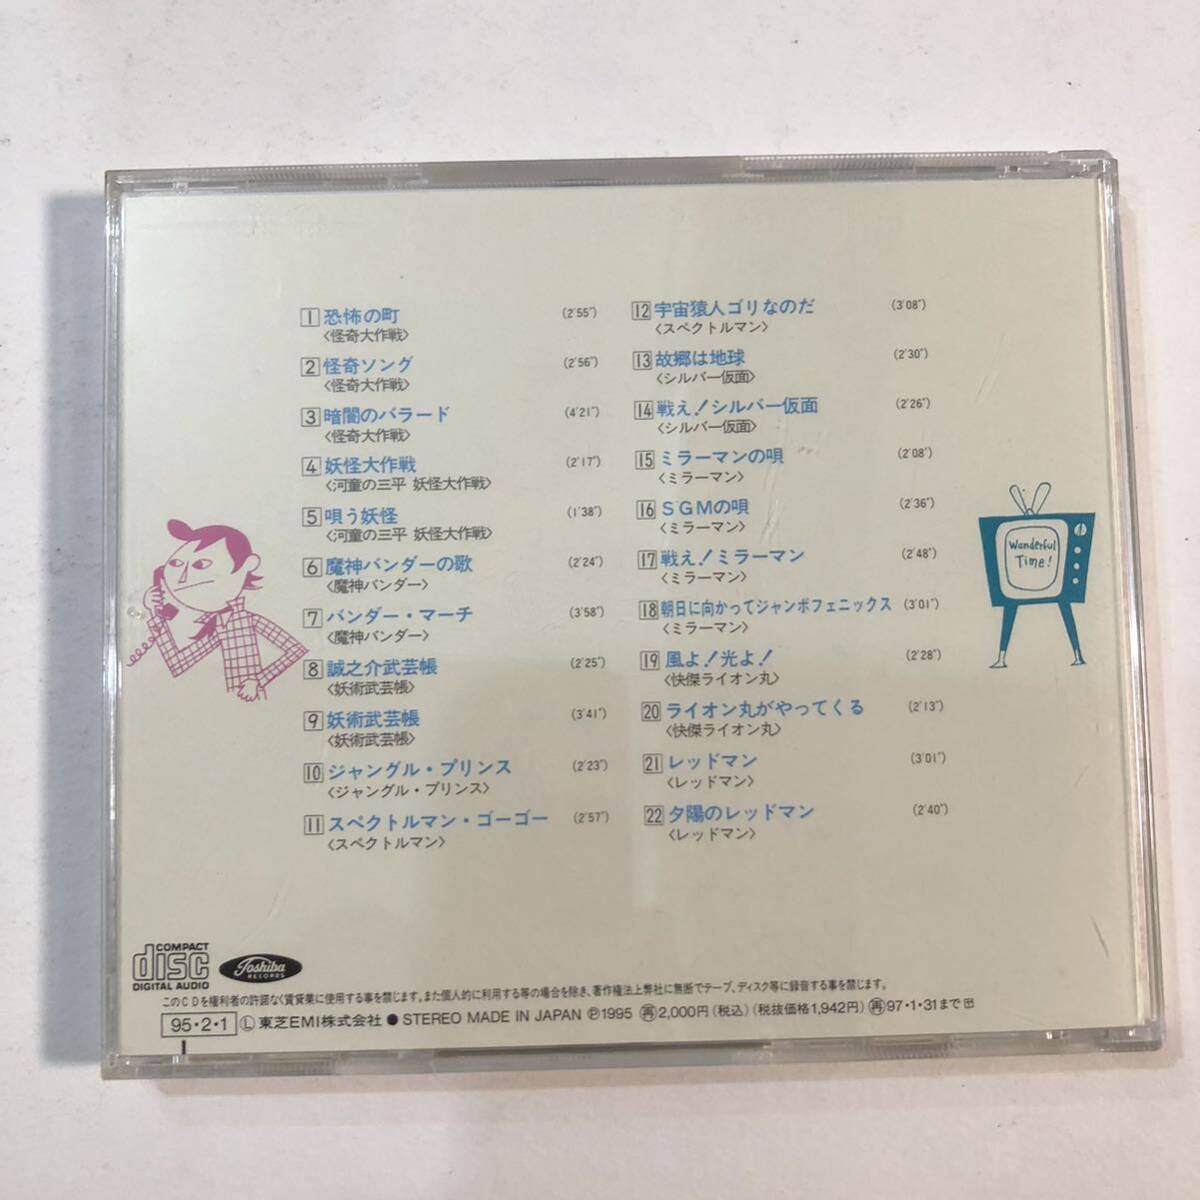 1 恐怖の町 (2'55")
〈怪奇大作戦〉
2 怪奇ソング (2'56")
〈怪奇大作戦〉
3 暗闇のバラード (4'21")
〈怪奇大作戦〉
4 妖怪大作戦 (2'17")
〈河童の三平 妖怪大作戦〉
5 唄う妖怪 (1'38")
〈河童の三平 妖怪大作戦〉
6 魔神バンダーの歌 (2'24")
〈魔神バンダー〉
7 バンダー・マーチ (3'58")
〈魔神バンダー〉
8 誠之介武芸帳 (2'25")
〈妖術武芸帳〉
9 妖術武芸帳 (3'41")
〈妖術武芸帳〉
10 ジャングル・プリンス (2'23")
〈ジャングル・プリンス〉
11 スペクトルマン・ゴーゴー (2'57")
〈スペクトルマン〉
12 宇宙猿人ゴリなのだ (3'08")
〈スペクトルマン〉
13 故郷は地球 (2'30")
〈シルバー仮面〉
14 戦え!シルバー仮面 (2'26")
〈シルバー仮面〉
15 ミラーマンの唄 (2'08")
〈ミラーマン〉
16 SGMの唄 (2'36")
〈ミラーマン〉
17 戦え!ミラーマン (2'48")
〈ミラーマン〉
18 朝日に向かってジャンボフェニックス (3'01")
〈ミラーマン〉
19 風よ!光よ! (2'28")
〈快傑ライオン丸〉
20 ライオン丸がやってくる (2'13")
〈快傑ライオン丸〉
21 レッドマン (3'01")
〈レッドマン〉
22 夕陽のレッドマン (2'40")
〈レッドマン〉
Wonderful
Time!
COMPACT
disc
DIGITAL AUDIO
Toshiba
RECORDS
このCDを権利者の許諾なく賃貸業に使用する事を禁じます。また個人的に利用する等の場合を除き、著作権法上弊社に無断でテープ、ディスク等に録音する事を禁じます。
95・2・1 Ⓛ東芝EMI株式会社 ● STEREO MADE IN JAPAN ℗1995 ㊢2,000円(税込)(税抜価格1,942円) ㊢97・1・31まで